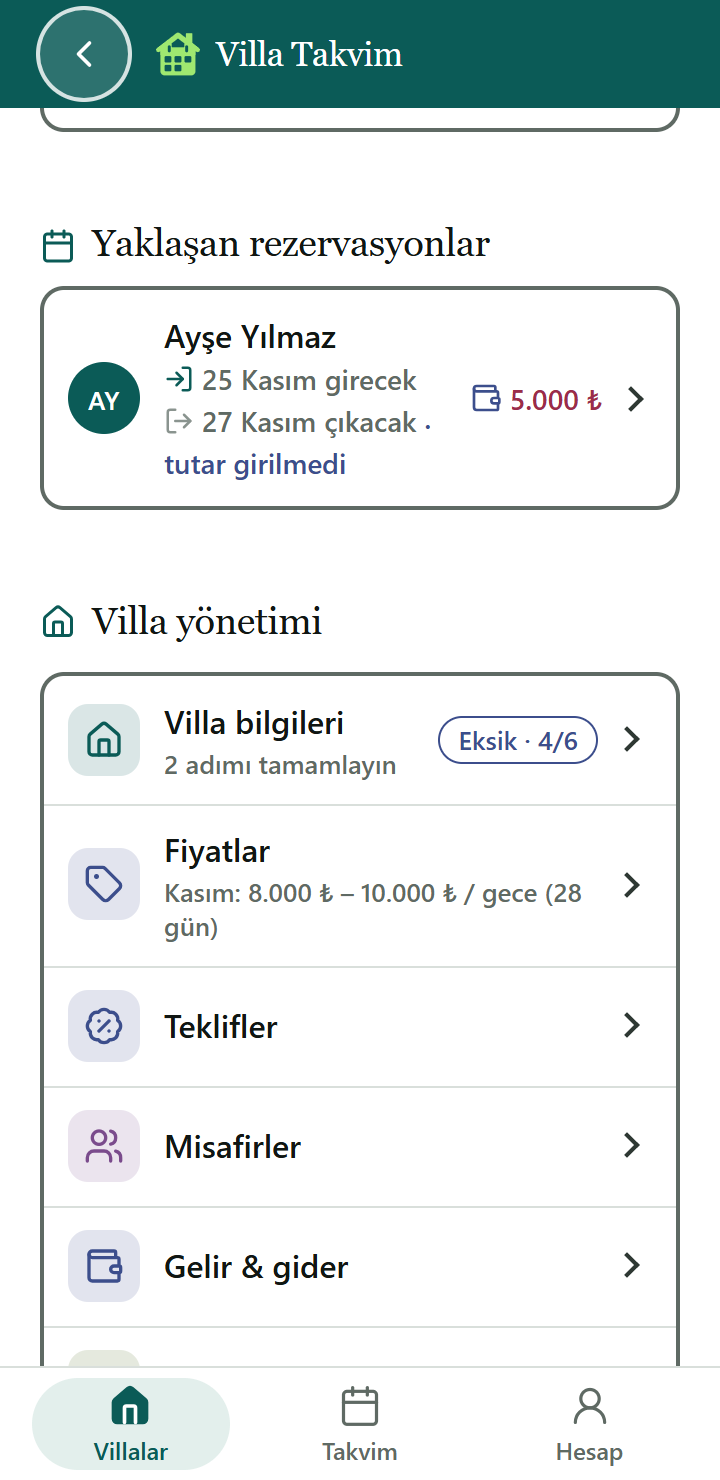 Villa Takvim
Yaklaşan rezervasyonlar
AY
Ayşe Yılmaz
25 Kasım girecek
27 Kasım çıkacak ·
tutar girilmedi
5.000 ₺
Villa yönetimi
Villa bilgileri
2 adımı tamamlayın
Eksik · 4/6
Fiyatlar
Kasım: 8.000 ₺ – 10.000 ₺ / gece (28
gün)
Teklifler
Misafirler
Gelir & gider
Villalar
Takvim
Hesap